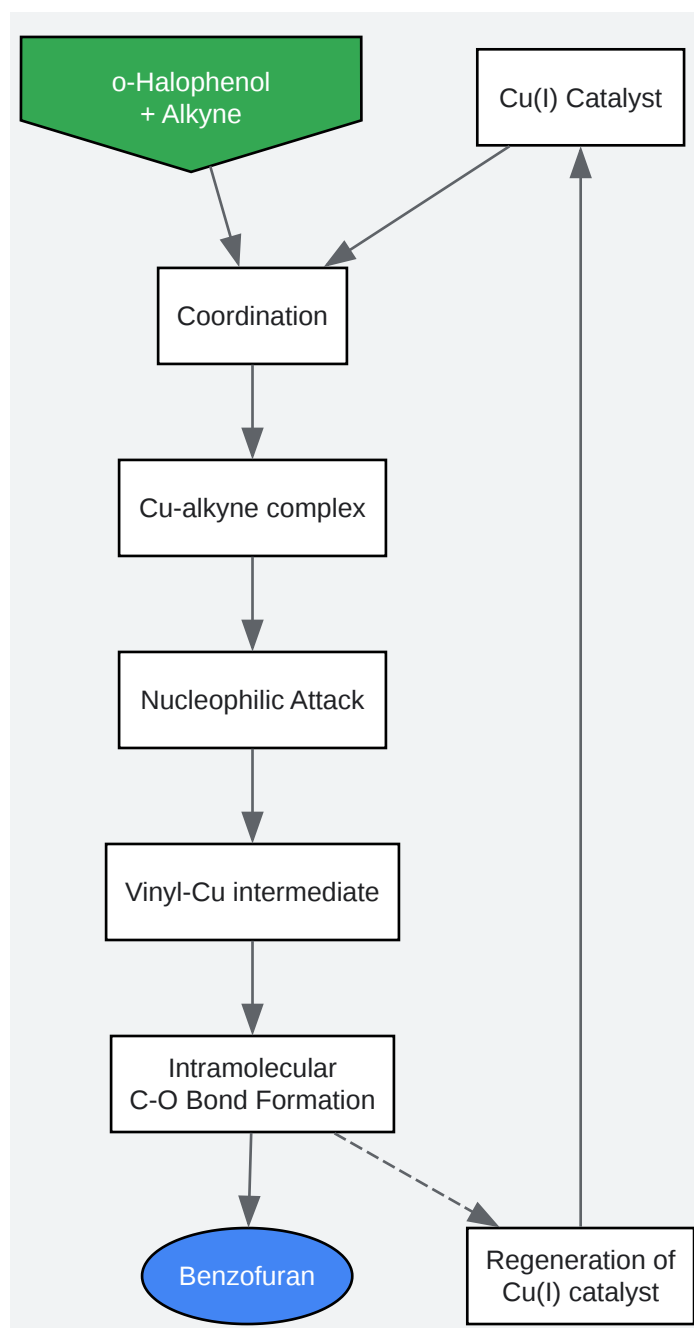 o-Halophenol
+ Alkyne
Cu(I) Catalyst
Coordination
Cu-alkyne complex
Nucleophilic Attack
Vinyl-Cu intermediate
Intramolecular
C-O Bond Formation
Benzofuran
Regeneration of
Cu(I) catalyst